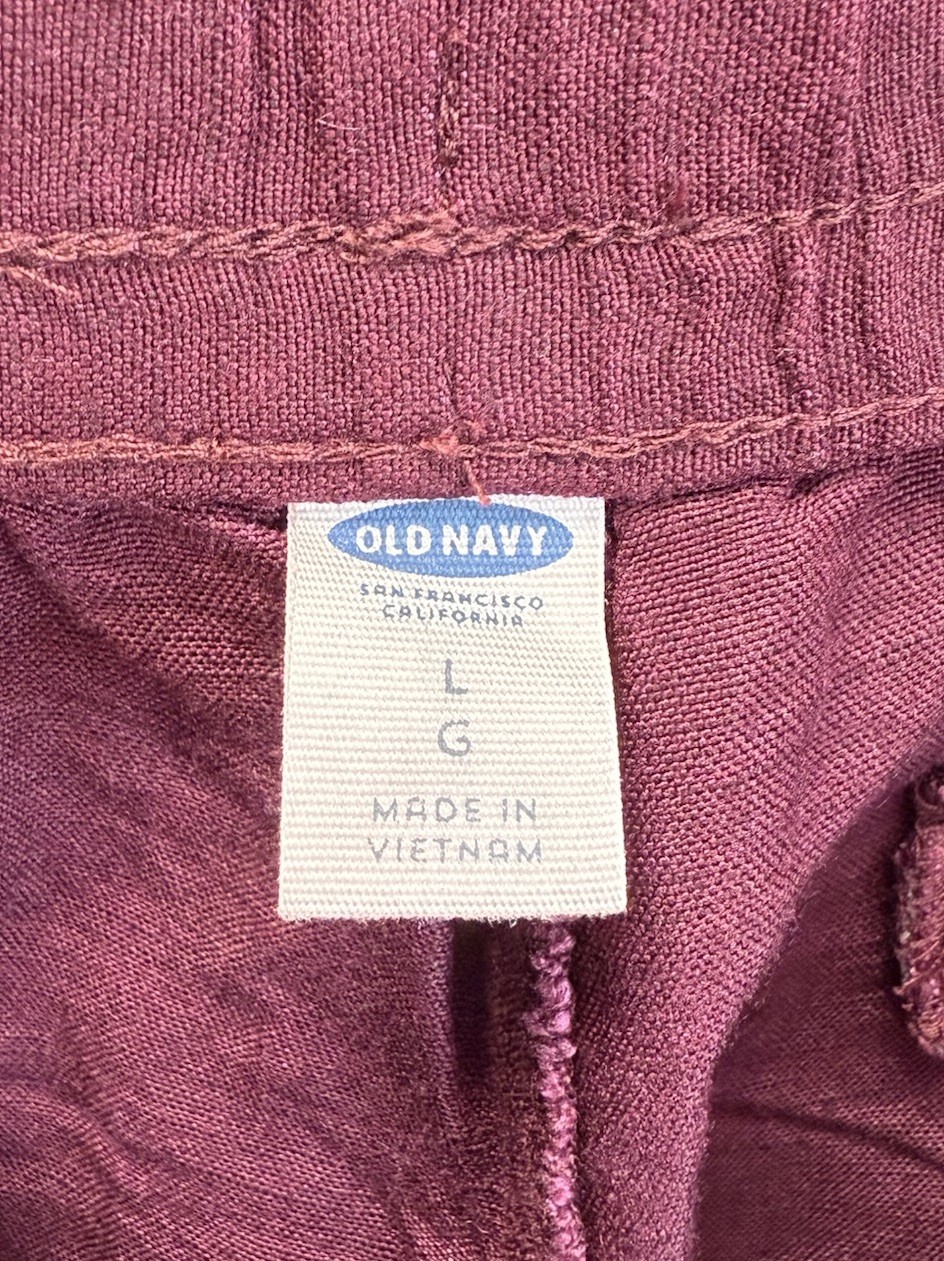 OLD NAVY
SAN FRANCISCO
CALIFORNIA
L
G
MADE IN
VIETNAM